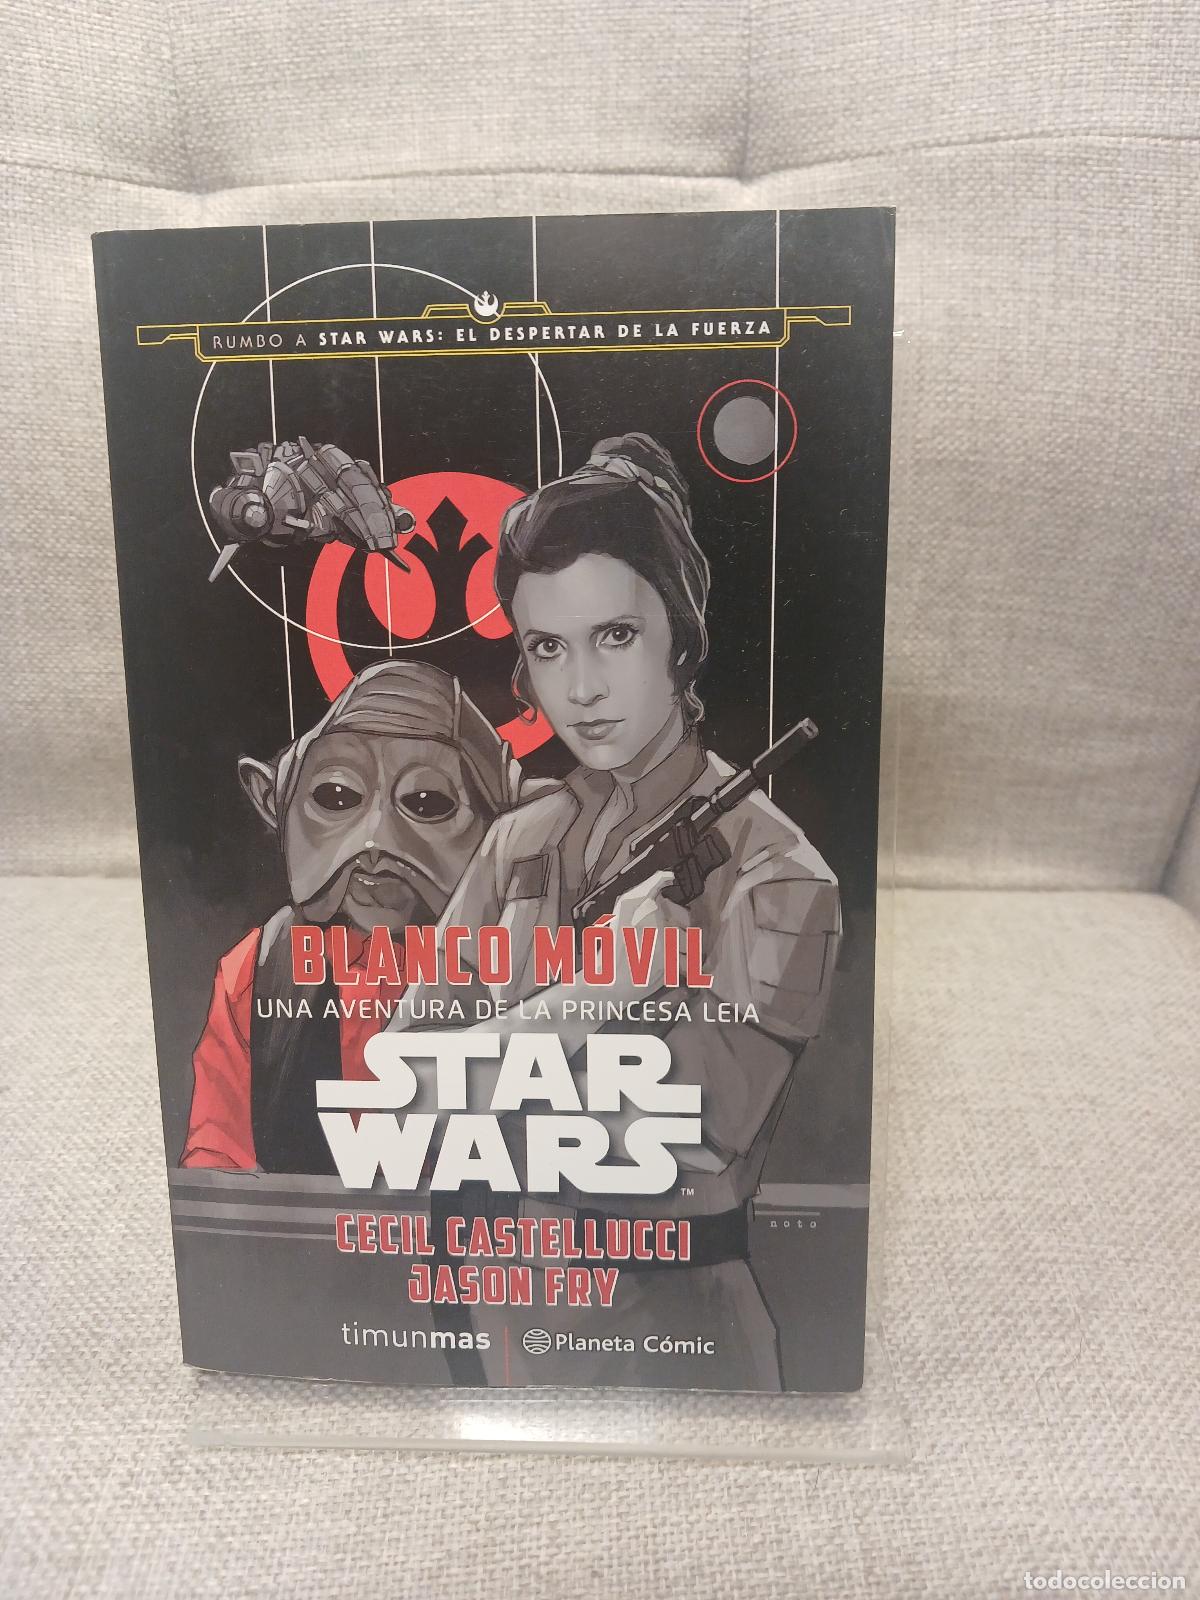 RUMBO A STAR WARS: EL DESPERTAR DE LA FUERZA
BLANCO MÓVIL
UNA AVENTURA DE LA PRINCESA LEIA
STAR
WARS
™
noto
CECIL CASTELLUCCI
JASON FRY
timunmas
Planeta Cómic
todocoleccion